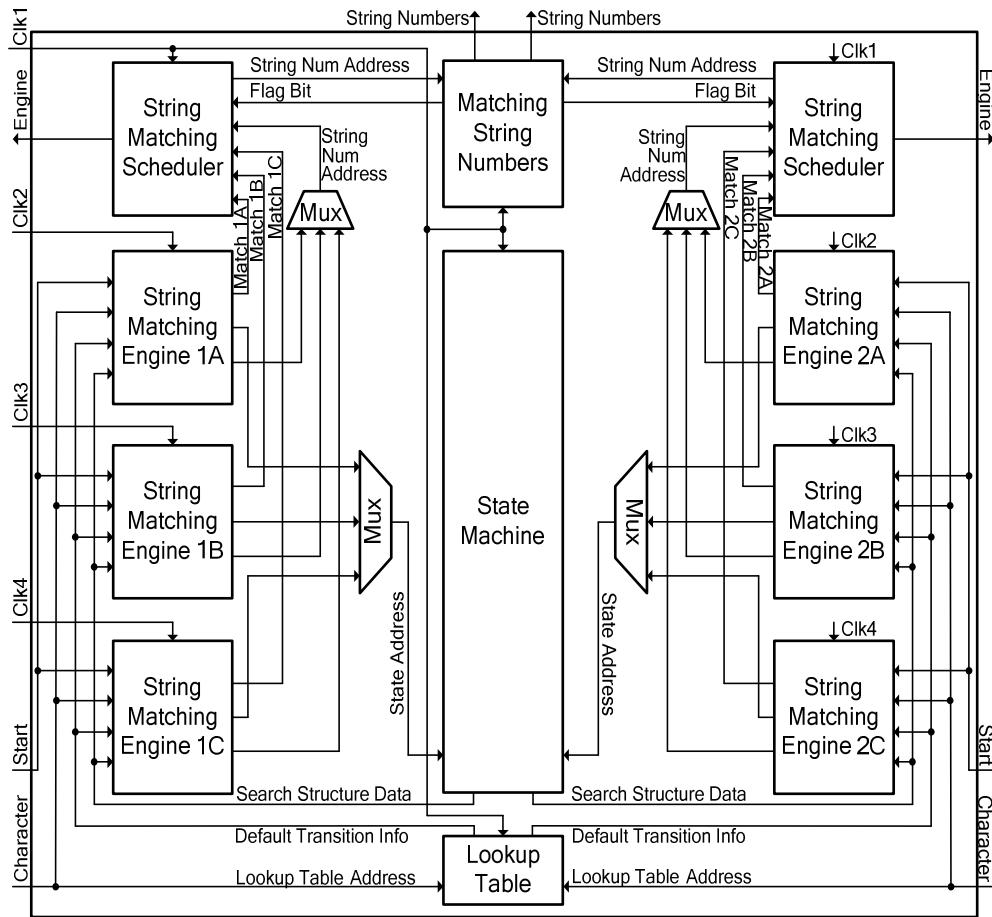 String Numbers
String Numbers
Clk1
Clk1
String Num Address
String Num Address
Flag Bit
Flag Bit
Engine
Engine
String
Matching
Scheduler
Matching
String
Numbers
String
Matching
Scheduler
String
Num
Address
String
Num
Address
Mux
Mux
Match 1A
Match 1B
Match 1C
Match 2C
Match 2B
Match 2A
Clk2
Clk2
String
Matching
Engine 1A
String
Matching
Engine 2A
Clk3
Clk3
String
Matching
Engine 1B
Mux
State
Machine
Mux
String
Matching
Engine 2B
Clk4
Clk4
State Address
State Address
String
Matching
Engine 1C
String
Matching
Engine 2C
Start
Start
Search Structure Data
Search Structure Data
Default Transition Info
Default Transition Info
Character
Character
Lookup
Table
Lookup Table Address
Lookup Table Address